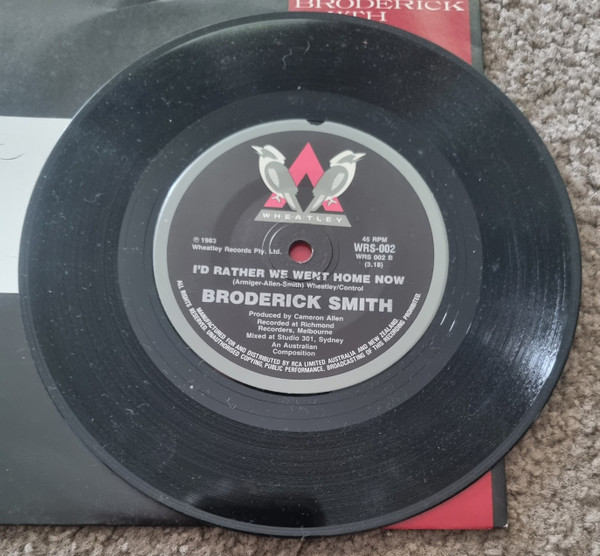 BRODERICK
SMITH
WHEATLEY
℗ 1983
Wheatley Records Pty. Ltd.
45 RPM
WRS-002
WRS 002 B
(3.18)
I'D RATHER WE WENT HOME NOW
(Armiger-Allen-Smith) Wheatley/Control
BRODERICK SMITH
Produced by Cameron Allen
Recorded at Richmond
Recorders, Melbourne
Mixed at Studio 301, Sydney
An Australian
Composition
MANUFACTURED FOR AND DISTRIBUTED BY RCA LIMITED AUSTRALIA AND NEW ZEALAND.
ALL RIGHTS RESERVED. UNAUTHORISED COPYING, PUBLIC PERFORMANCE, BROADCASTING OF THIS RECORDING PROHIBITED.